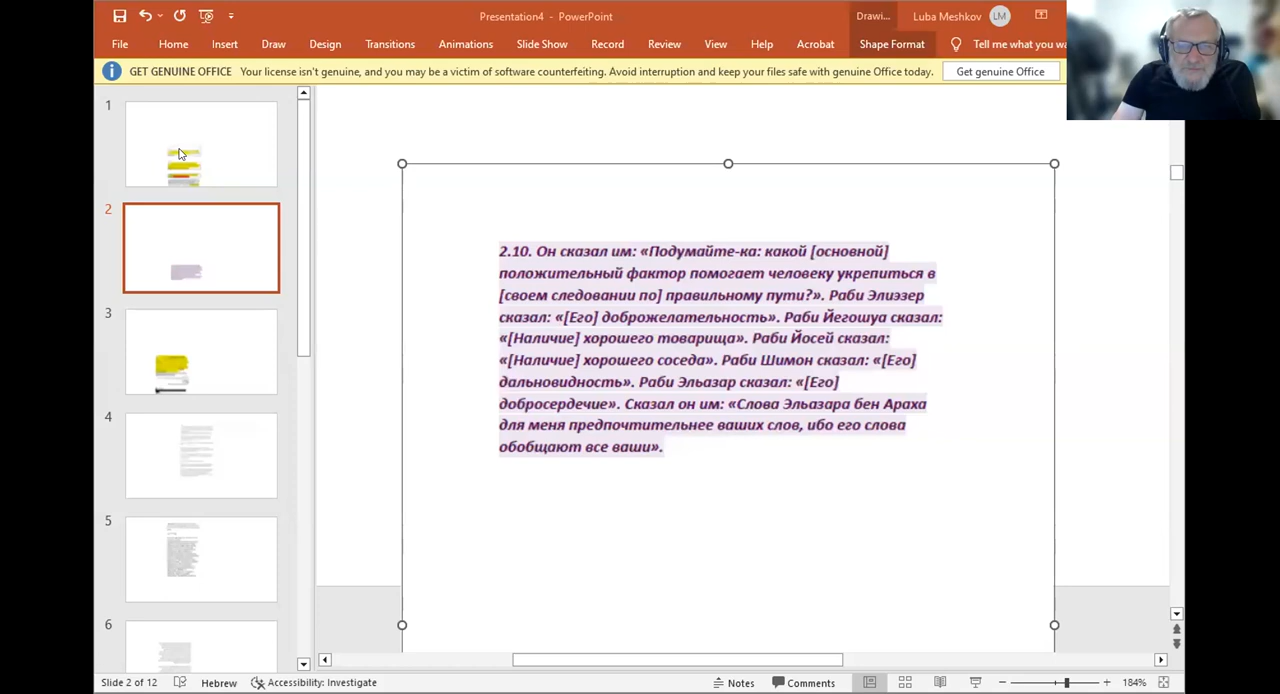 Presentation4 - PowerPoint
Drawi...
Luba Meshkov
LM
File Home Insert Draw Design Transitions Animations Slide Show Record Review View Help Acrobat Shape Format Tell me what you wa
GET GENUINE OFFICE Your license isn't genuine, and you may be a victim of software counterfeiting. Avoid interruption and keep your files safe with genuine Office today. Get genuine Office
1
2
3
4
5
6
2.10. Он сказал им: «Подумайте-ка: какой [основной]
положительный фактор помогает человеку укрепиться в
[своем следовании по] правильному пути?». Раби Элиэзер
сказал: «[Его] доброжелательность». Раби Йегошуа сказал:
«[Наличие] хорошего товарища». Раби Йосей сказал:
«[Наличие] хорошего соседа». Раби Шимон сказал: «[Его]
дальновидность». Раби Эльазар сказал: «[Его]
добросердечие». Сказал он им: «Слова Эльазара бен Араха
для меня предпочтительнее ваших слов, ибо его слова
обобщают все ваши».
Slide 2 of 12 Hebrew Accessibility: Investigate Notes Comments 184%